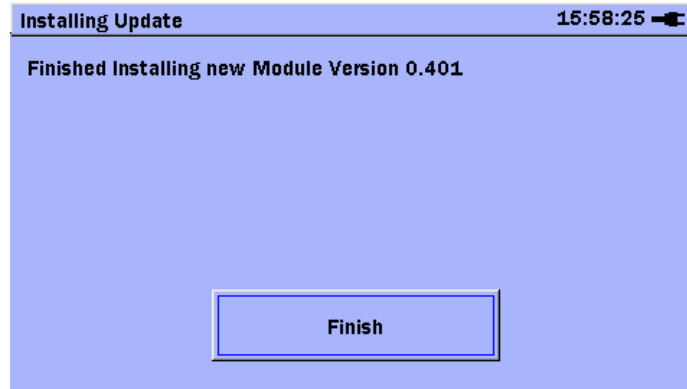 Installing Update 15:58:25
Finished Installing new Module Version 0.401
Finish